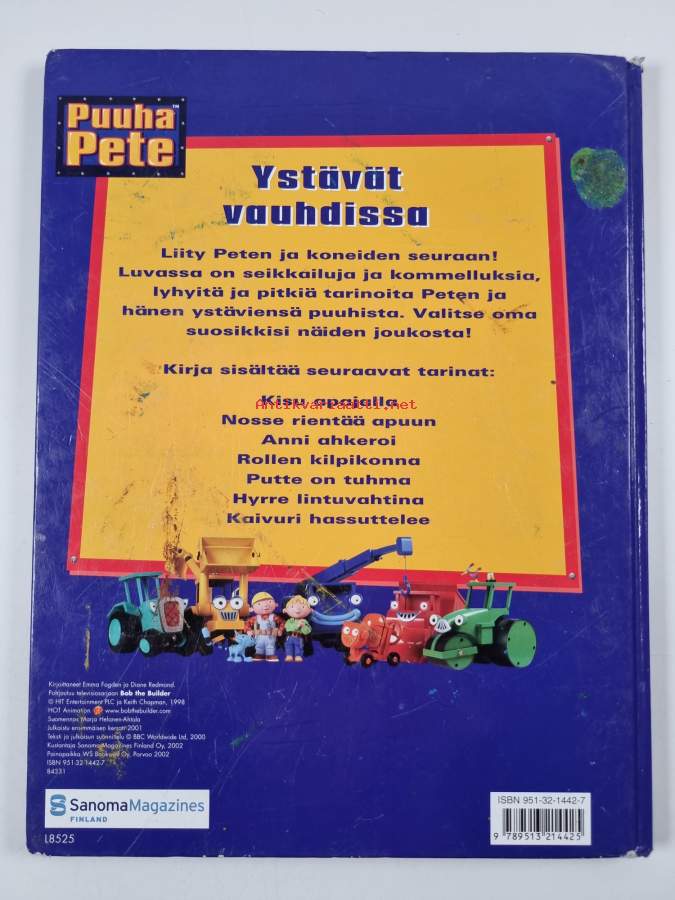 Puuha™
Pete
Ystävät
vauhdissa
Liity Peten ja koneiden seuraan!
Luvassa on seikkailuja ja kommelluksia,
lyhyitä ja pitkiä tarinoita Peten ja
hänen ystäviensä puuhista. Valitse oma
suosikkisi näiden joukosta!
Kirja sisältää seuraavat tarinat:
Kisu apajalla
Antikvariaatti.net
Nosse rientää apuun
Anni ahkeroi
Rollen kilpikonna
Putte on tuhma
Hyrre lintuvahtina
Kaivuri hassuttelee
Kirjoittaneet Emma Fogden ja Diane Redmond.
Pohjautuu televisiosarjaan Bob the Builder
© HIT Entertainment PLC ja Keith Chapman, 1998
HOT Animation www.bobthebuilder.com
Suomennos Marja Helanen-Ahtola
Julkaistu ensimmäisen kerran 2001
Teksti ja julkaisun suunnittelu © BBC Worldwide Ltd, 2000
Kustantaja Sanoma Magazines Finland Oy, 2002
Painopaikka WS Bookwell Oy, Porvoo 2002
ISBN 951-32-1442-7
84331
SanomaMagazines
FINLAND
L8525
ISBN 951-32-1442-7
9 789513 214425